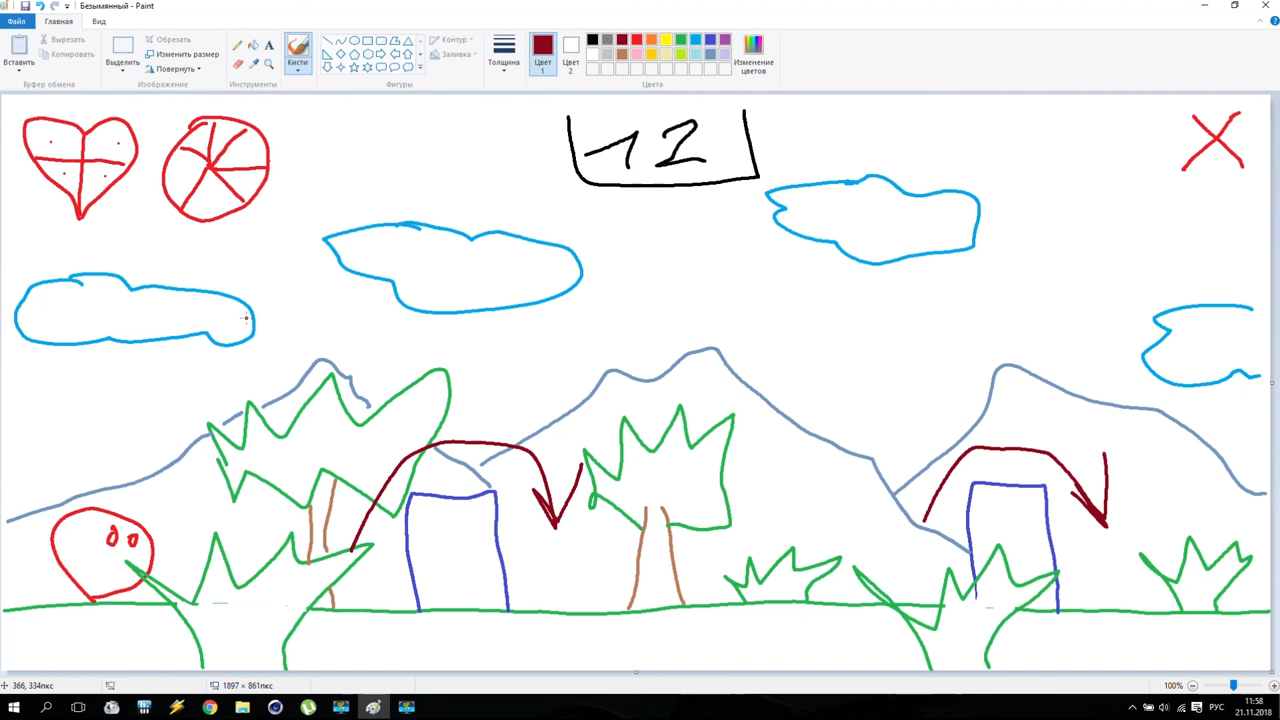 Безымянный - Paint
Файл
Главная
Вид
Вставить
Вырезать
Копировать
Буфер обмена
Выделить
Обрезать
Изменить размер
Повернуть
Изображение
A
Инструменты
Кисти
Контур
Заливка
Фигуры
Толщина
Цвет
1
Цвет
2
Изменение
цветов
Цвета
12
366, 334пкс
1897 × 861пкс
100%
РУС
11:58
21.11.2018